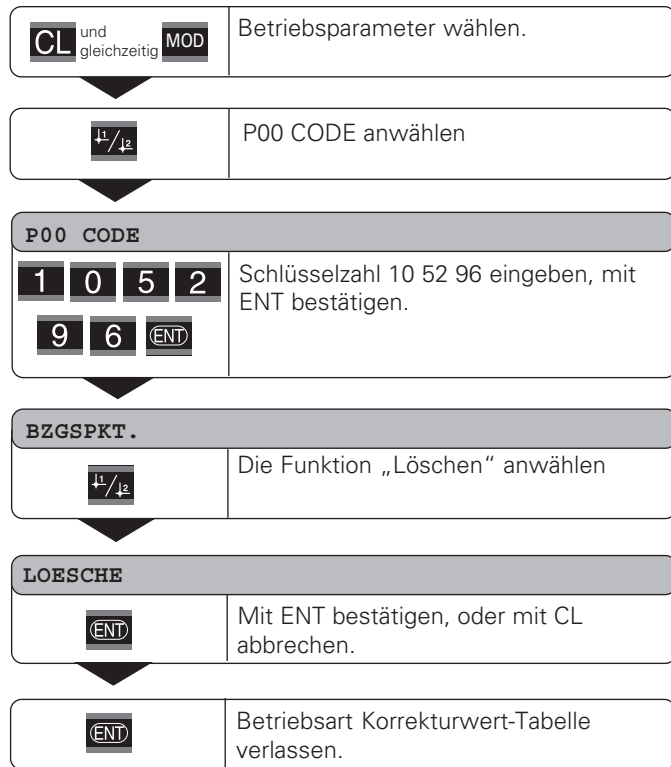 CL und gleichzeitig MOD
Betriebsparameter wählen.
P00 CODE anwählen
P00 CODE
1 0 5 2
9 6 ENT
Schlüsselzahl 10 52 96 eingeben, mit
ENT bestätigen.
BZGSPKT.
Die Funktion „Löschen“ anwählen
LOESCHE
ENT
Mit ENT bestätigen, oder mit CL
abbrechen.
ENT
Betriebsart Korrekturwert-Tabelle
verlassen.